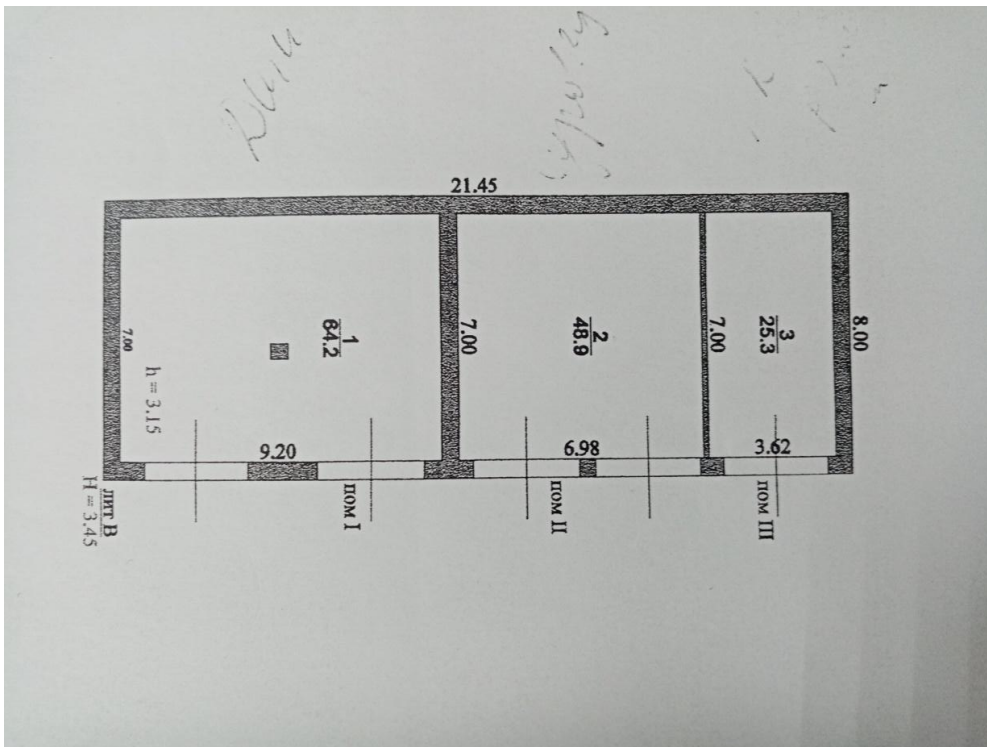 21.45
8.00
7.00
h = 3.15
1
64.2
7.00
2
48.9
7.00
3
25.3
9.20
6.98
3.62
пом I
пом II
пом III
лит В
H = 3.45